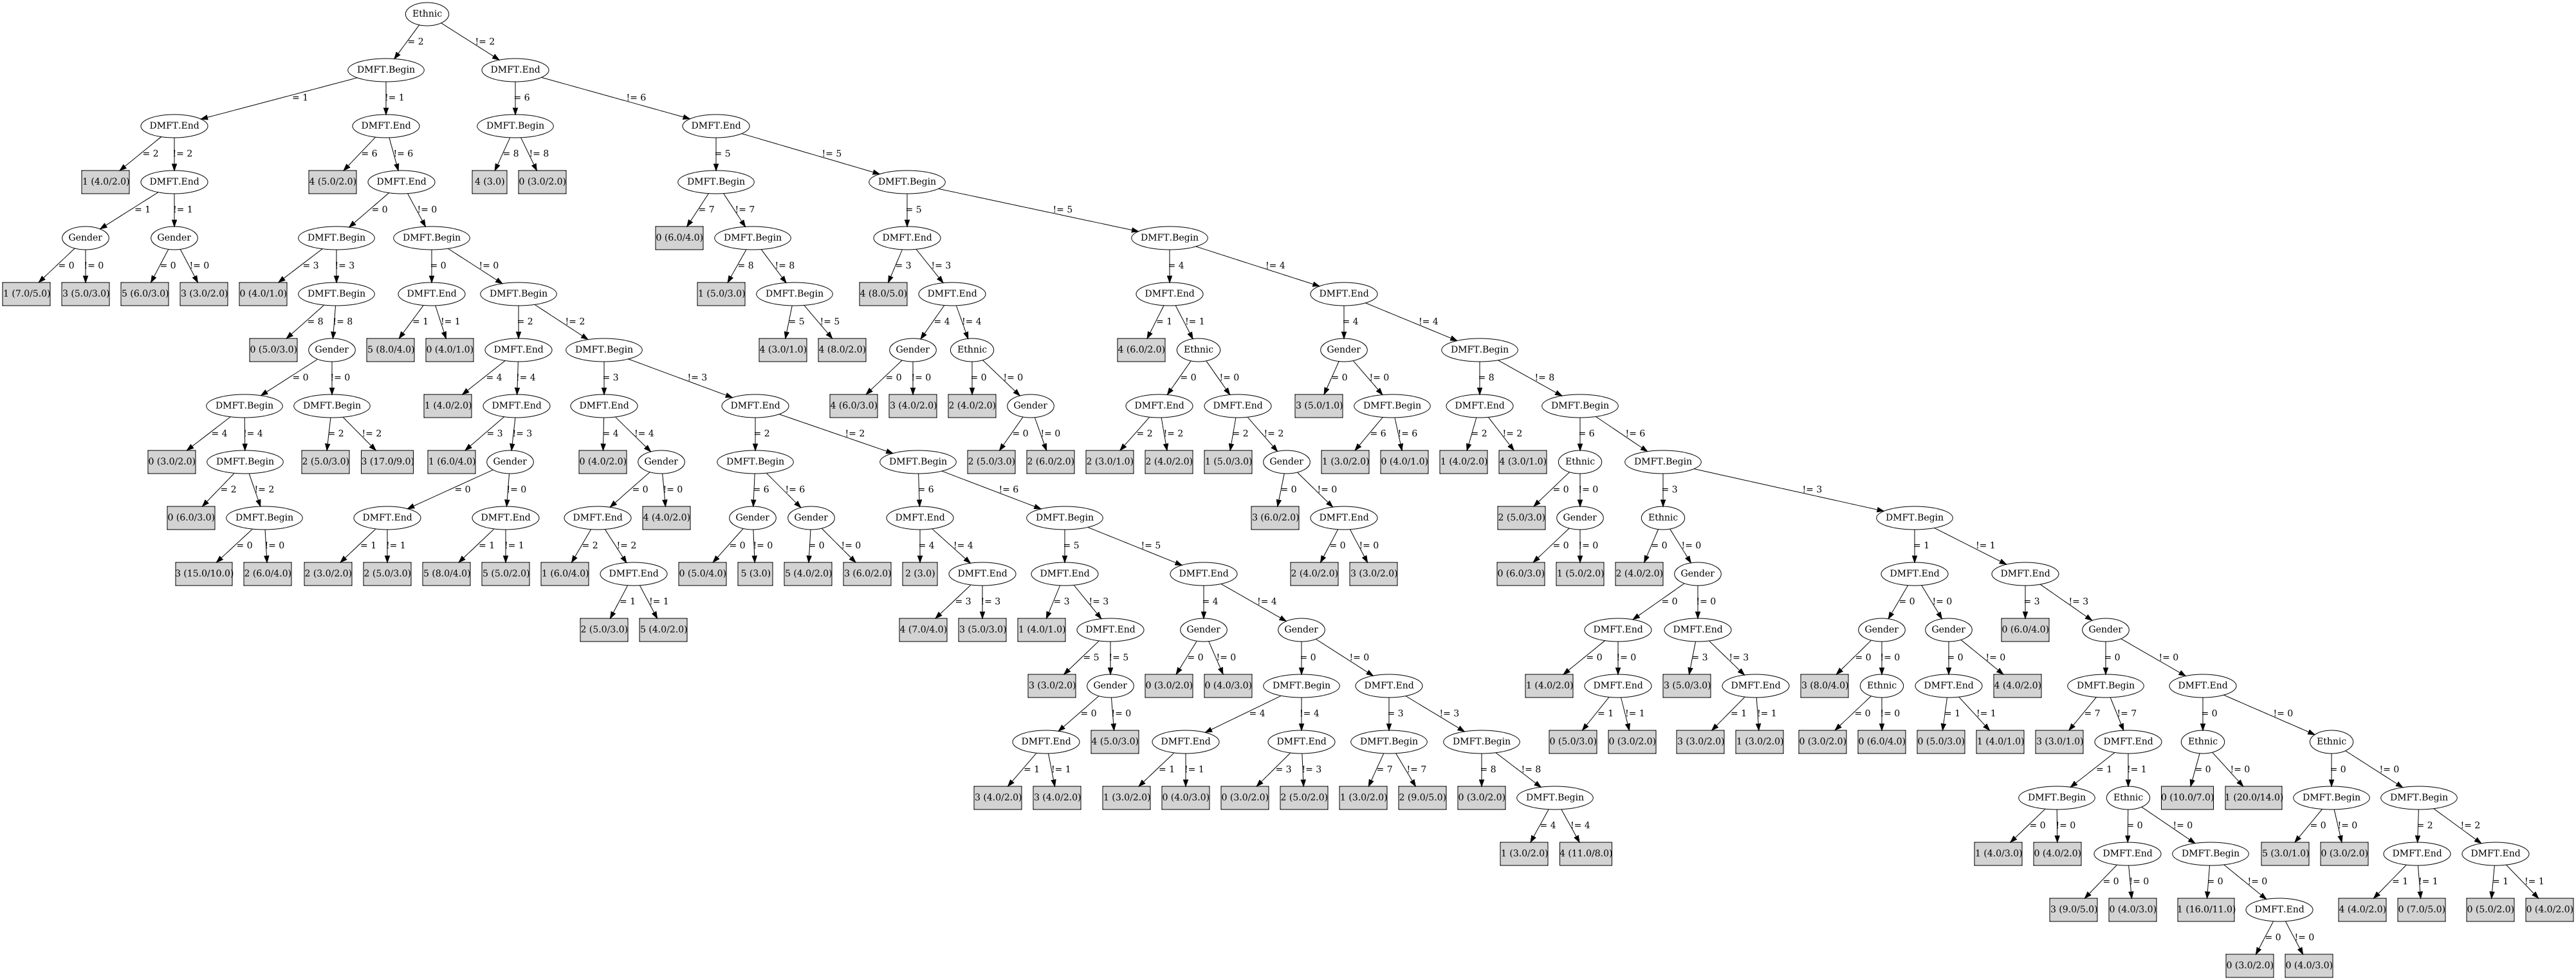 Ethnic
= 2 != 2
DMFT.Begin DMFT.End
= 1 != 1 = 6 != 6
DMFT.End DMFT.End DMFT.Begin DMFT.End
= 2 != 2 = 6 != 6 = 8 != 8 = 5 != 5
1 (4.0/2.0) DMFT.End 4 (5.0/2.0) DMFT.End 4 (3.0) 0 (3.0/2.0) DMFT.Begin DMFT.Begin
= 1 != 1 = 0 != 0 = 7 != 7 = 5 != 5
Gender Gender DMFT.Begin DMFT.Begin 0 (6.0/4.0) DMFT.Begin DMFT.End DMFT.Begin
= 0 != 0 = 0 != 0 = 3 != 3 = 0 != 0 = 8 != 8 = 3 != 3 = 4 != 4
1 (7.0/5.0) 3 (5.0/3.0) 5 (6.0/3.0) 3 (3.0/2.0) 0 (4.0/1.0) DMFT.Begin DMFT.End DMFT.Begin 1 (5.0/3.0) DMFT.Begin 4 (8.0/5.0) DMFT.End DMFT.End DMFT.End
= 8 != 8 = 1 != 1 = 2 != 2 = 5 != 5 = 4 != 4 = 1 != 1 = 4 != 4
0 (5.0/3.0) Gender 5 (8.0/4.0) 0 (4.0/1.0) DMFT.End DMFT.Begin 4 (3.0/1.0) 4 (8.0/2.0) Gender Ethnic 4 (6.0/2.0) Ethnic Gender DMFT.Begin
= 0 != 0 = 4 != 4 = 3 != 3 = 0 != 0 = 0 != 0 = 0 != 0 = 0 != 0 = 8 != 8
DMFT.Begin DMFT.Begin 1 (4.0/2.0) DMFT.End DMFT.End DMFT.End 4 (6.0/3.0) 3 (4.0/2.0) 2 (4.0/2.0) Gender DMFT.End DMFT.End 3 (5.0/1.0) DMFT.Begin DMFT.End DMFT.Begin
= 4 != 4 = 2 != 2 = 3 != 3 = 4 != 4 = 2 != 2 = 0 != 0 = 2 != 2 = 2 != 2 = 6 != 6 = 2 != 2 = 6 != 6
0 (3.0/2.0) DMFT.Begin 2 (5.0/3.0) 3 (17.0/9.0) 1 (6.0/4.0) Gender 0 (4.0/2.0) Gender DMFT.Begin DMFT.Begin 2 (5.0/3.0) 2 (6.0/2.0) 2 (3.0/1.0) 2 (4.0/2.0) 1 (5.0/3.0) Gender 1 (3.0/2.0) 0 (4.0/1.0) 1 (4.0/2.0) 4 (3.0/1.0) Ethnic DMFT.Begin
= 2 != 2 = 0 != 0 = 0 != 0 = 6 != 6 = 6 != 6 = 0 != 0 = 0 != 0 = 3 != 3
0 (6.0/3.0) DMFT.Begin DMFT.End DMFT.End DMFT.End 4 (4.0/2.0) Gender Gender DMFT.End DMFT.Begin 3 (6.0/2.0) DMFT.End 2 (5.0/3.0) Gender Ethnic DMFT.Begin
= 0 != 0 = 1 != 1 = 1 != 1 = 2 != 2 = 0 != 0 = 0 != 0 = 4 != 4 = 5 != 5 = 0 != 0 = 0 != 0 = 0 != 0 = 1 != 1
3 (15.0/10.0) 2 (6.0/4.0) 2 (3.0/2.0) 2 (5.0/3.0) 5 (8.0/4.0) 5 (5.0/2.0) 1 (6.0/4.0) DMFT.End 0 (5.0/4.0) 5 (3.0) 5 (4.0/2.0) 3 (6.0/2.0) 2 (3.0) DMFT.End DMFT.End DMFT.End 2 (4.0/2.0) 3 (3.0/2.0) 0 (6.0/3.0) 1 (5.0/2.0) 2 (4.0/2.0) Gender DMFT.End DMFT.End
= 1 != 1 = 3 != 3 = 3 != 3 = 4 != 4 = 0 != 0 = 0 != 0 = 3 != 3
2 (5.0/3.0) 5 (4.0/2.0) 4 (7.0/4.0) 3 (5.0/3.0) 1 (4.0/1.0) DMFT.End Gender Gender DMFT.End DMFT.End Gender Gender 0 (6.0/4.0) Gender
= 5 != 5 = 0 != 0 = 0 != 0 = 0 != 0 = 3 != 3 = 0 != 0 = 0 != 0 = 0 != 0
3 (3.0/2.0) Gender 0 (3.0/2.0) 0 (4.0/3.0) DMFT.Begin DMFT.End 1 (4.0/2.0) DMFT.End 3 (5.0/3.0) DMFT.End 3 (8.0/4.0) Ethnic DMFT.End 4 (4.0/2.0) DMFT.Begin DMFT.End
= 0 != 0 = 4 != 4 = 3 != 3 = 1 != 1 = 1 != 1 = 0 != 0 = 1 != 1 = 7 != 7 = 0 != 0
DMFT.End 4 (5.0/3.0) DMFT.End DMFT.End DMFT.Begin DMFT.Begin 0 (5.0/3.0) 0 (3.0/2.0) 3 (3.0/2.0) 1 (3.0/2.0) 0 (3.0/2.0) 0 (6.0/4.0) 0 (5.0/3.0) 1 (4.0/1.0) 3 (3.0/1.0) DMFT.End Ethnic Ethnic
= 1 != 1 = 1 != 1 = 3 != 3 = 7 != 7 = 8 != 8 = 1 != 1 = 0 != 0 = 0 != 0
3 (4.0/2.0) 3 (4.0/2.0) 1 (3.0/2.0) 0 (4.0/3.0) 0 (3.0/2.0) 2 (5.0/2.0) 1 (3.0/2.0) 2 (9.0/5.0) 0 (3.0/2.0) DMFT.Begin DMFT.Begin Ethnic 0 (10.0/7.0) 1 (20.0/14.0) DMFT.Begin DMFT.Begin
= 4 != 4 = 0 != 0 = 0 != 0 = 0 != 0 = 2 != 2
1 (3.0/2.0) 4 (11.0/8.0) 1 (4.0/3.0) 0 (4.0/2.0) DMFT.End DMFT.Begin 5 (3.0/1.0) 0 (3.0/2.0) DMFT.End DMFT.End
= 0 != 0 = 0 != 0 = 1 != 1 = 1 != 1
3 (9.0/5.0) 0 (4.0/3.0) 1 (16.0/11.0) DMFT.End 4 (4.0/2.0) 0 (7.0/5.0) 0 (5.0/2.0) 0 (4.0/2.0)
= 0 != 0
0 (3.0/2.0) 0 (4.0/3.0)